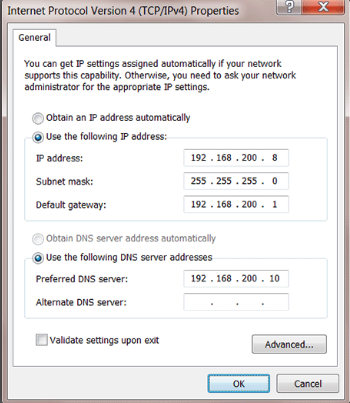 Internet Protocol Version 4 (TCP/IPv4) Properties
General
You can get IP settings assigned automatically if your network
supports this capability. Otherwise, you need to ask your network
administrator for the appropriate IP settings.
Obtain an IP address automatically
Use the following IP address:
IP address: 192 . 168 . 200 . 8
Subnet mask: 255 . 255 . 255 . 0
Default gateway: 192 . 168 . 200 . 1
Obtain DNS server address automatically
Use the following DNS server addresses
Preferred DNS server: 192 . 168 . 200 . 10
Alternate DNS server: . . .
Validate settings upon exit
Advanced...
OK Cancel